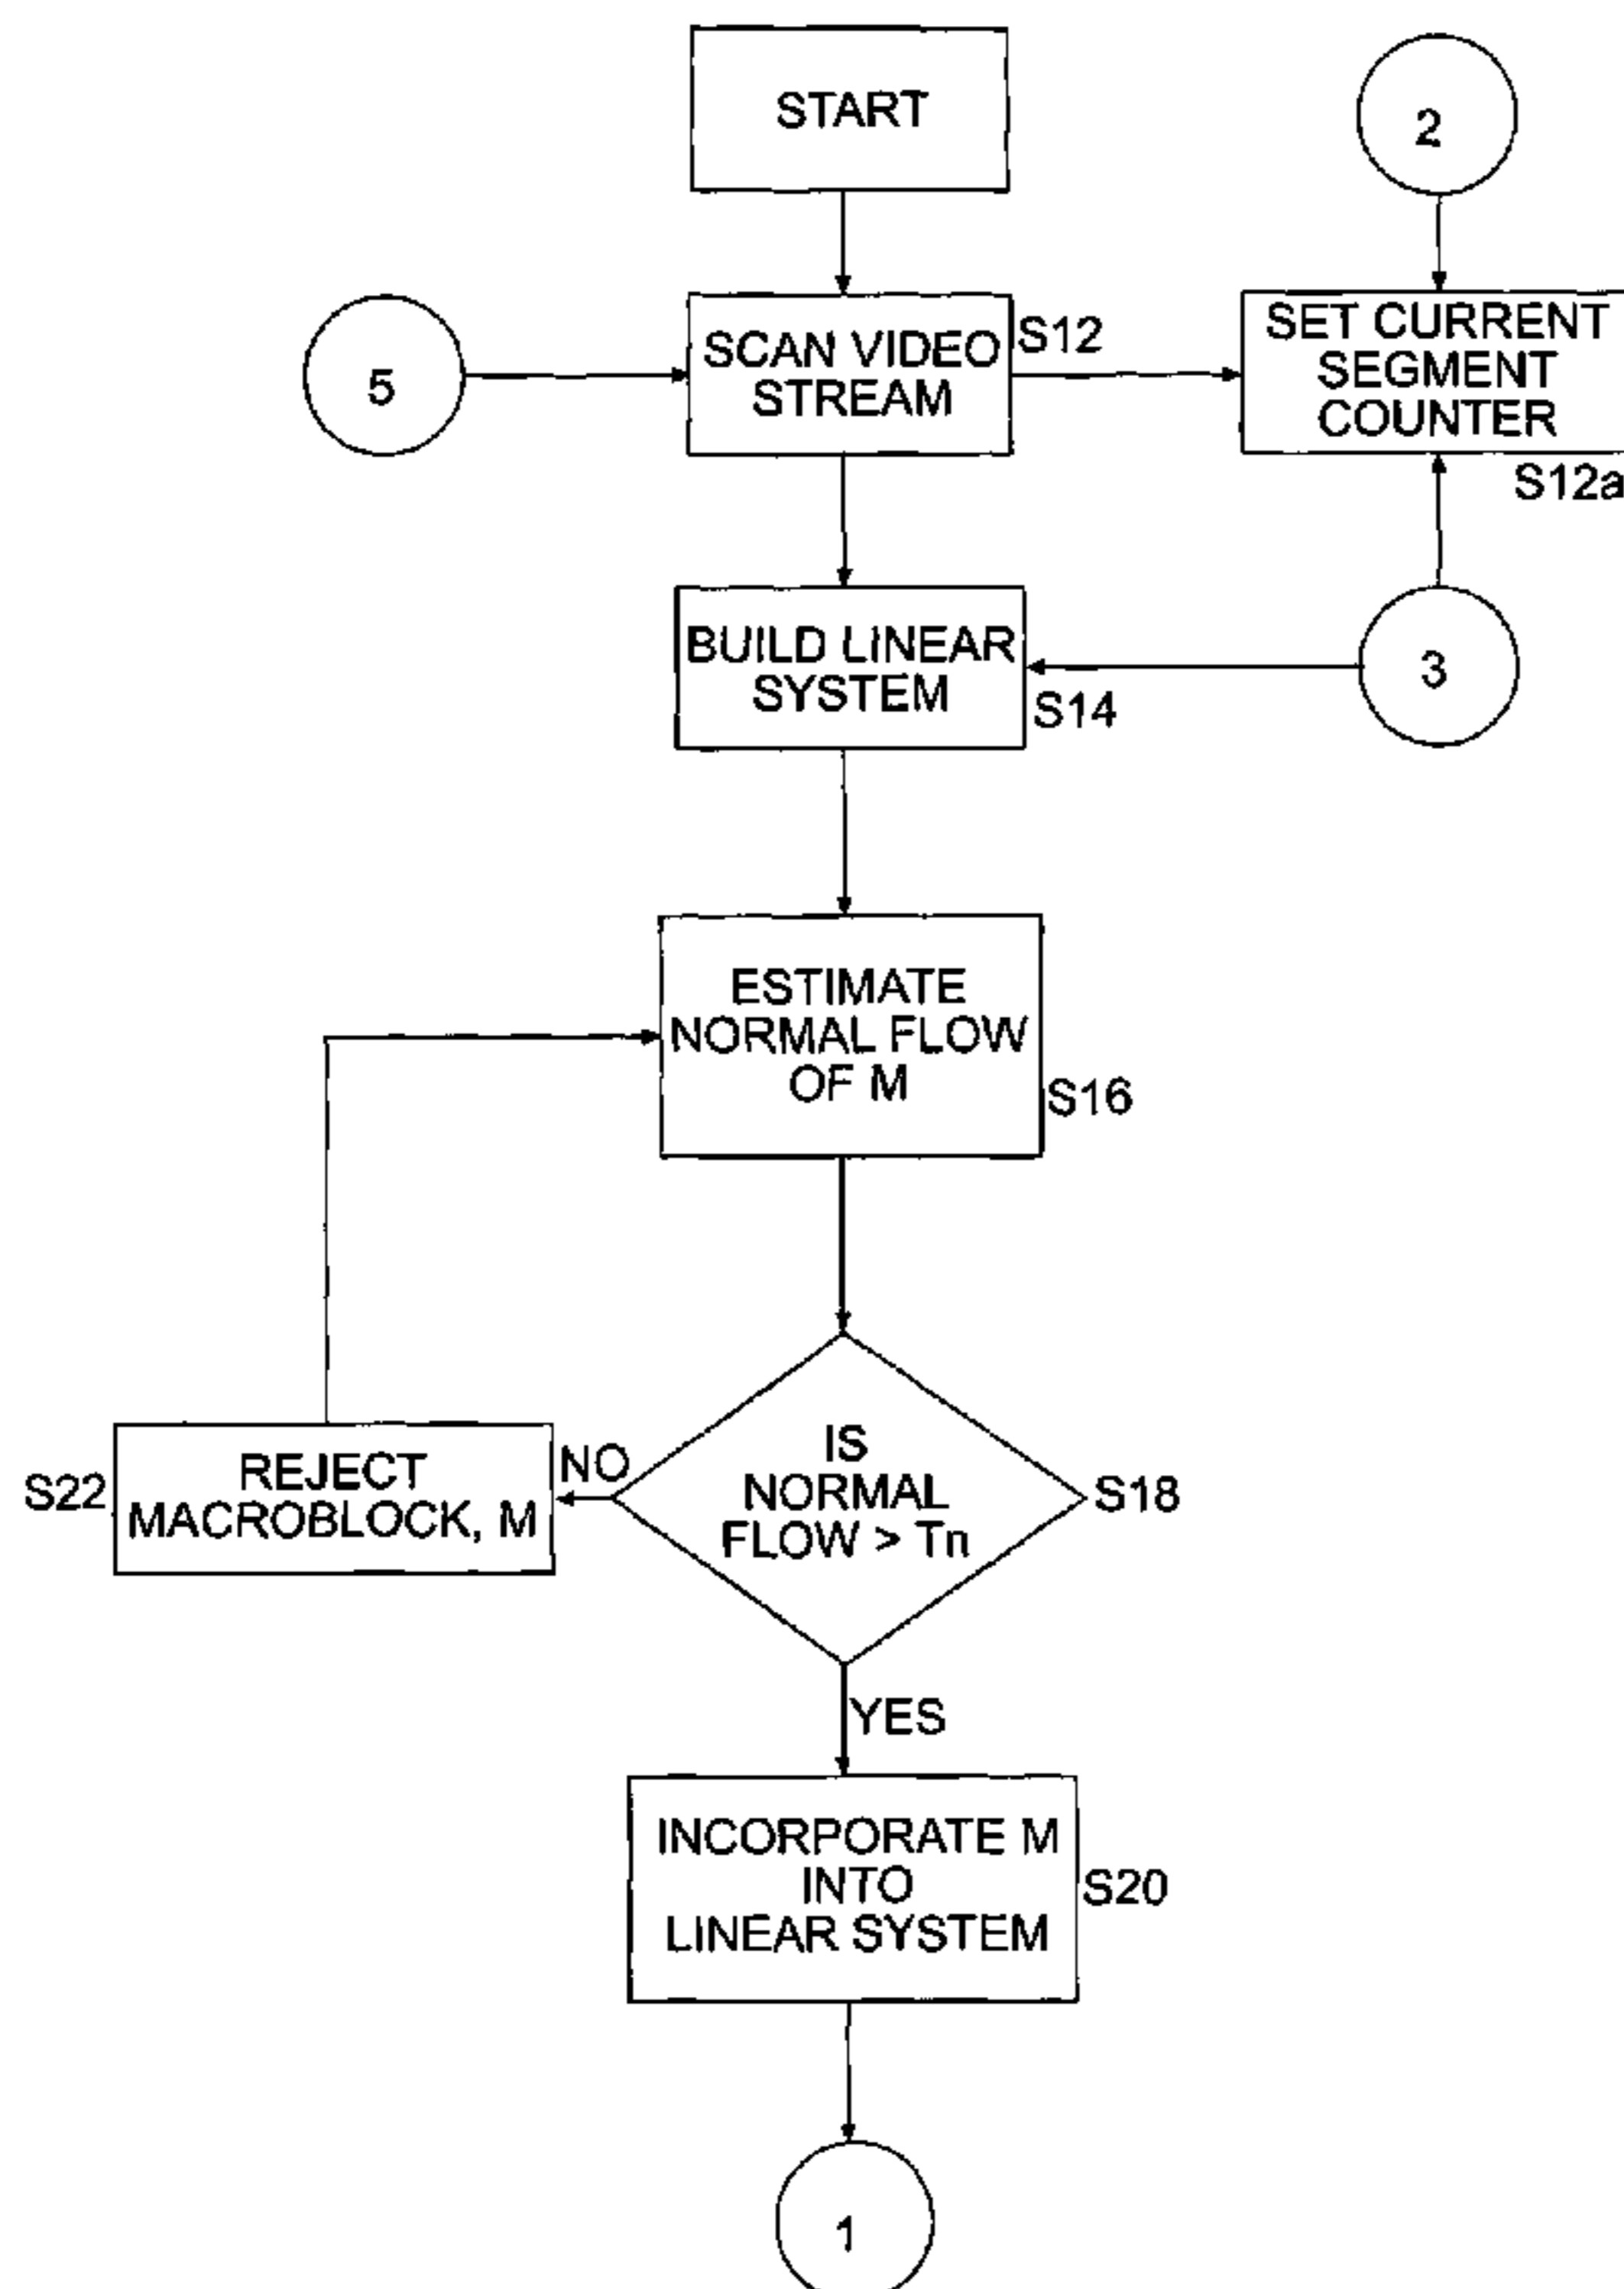 START
2
5
SCAN VIDEO
STREAM
S12
SET CURRENT
SEGMENT
COUNTER
S12a
BUILD LINEAR
SYSTEM
S14
3
ESTIMATE
NORMAL FLOW
OF M
S16
S22
REJECT
MACROBLOCK, M
NO
IS
NORMAL
FLOW > Tn
S18
YES
INCORPORATE M
INTO
LINEAR SYSTEM
S20
1